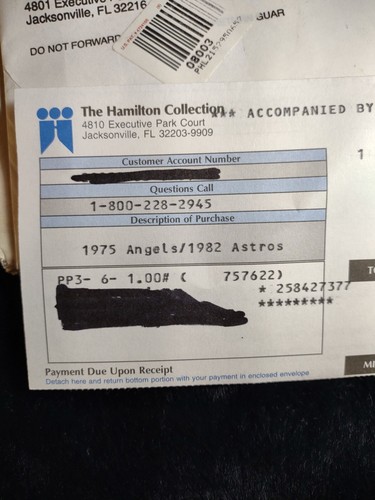 4801 Executive
Jacksonville, FL 32216
DO NOT FORWARD
GUAR
08003
The Hamilton Collection
*** ACCOMPANIED BY
4810 Executive Park Court
Jacksonville, FL 32203-9909
Customer Account Number
1
Questions Call
1-800-228-2945
Description of Purchase
1975 Angels/1982 Astros
PP3- 6- 1.00# ( 757622)
* 258427377
*********
Payment Due Upon Receipt
Detach here and return bottom portion with your payment in enclosed envelope